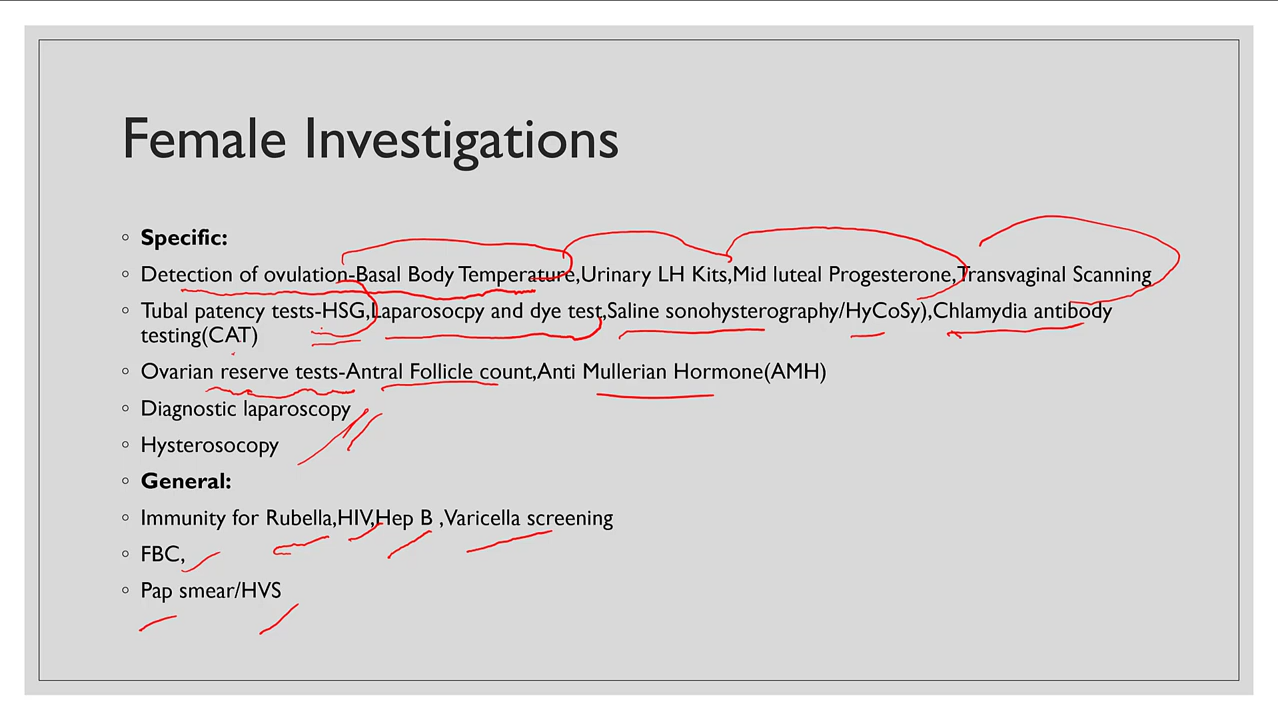 Female Investigations
Specific:
Detection of ovulation-Basal Body Temperature,Urinary LH Kits,Mid luteal Progesterone,Transvaginal Scanning
Tubal patency tests-HSG,Laparosocpy and dye test,Saline sonohysterography/HyCoSy),Chlamydia antibody
testing(CAT)
Ovarian reserve tests-Antral Follicle count,Anti Mullerian Hormone(AMH)
Diagnostic laparoscopy
Hysterosocopy
General:
Immunity for Rubella,HIV,Hep B ,Varicella screening
FBC,
Pap smear/HVS